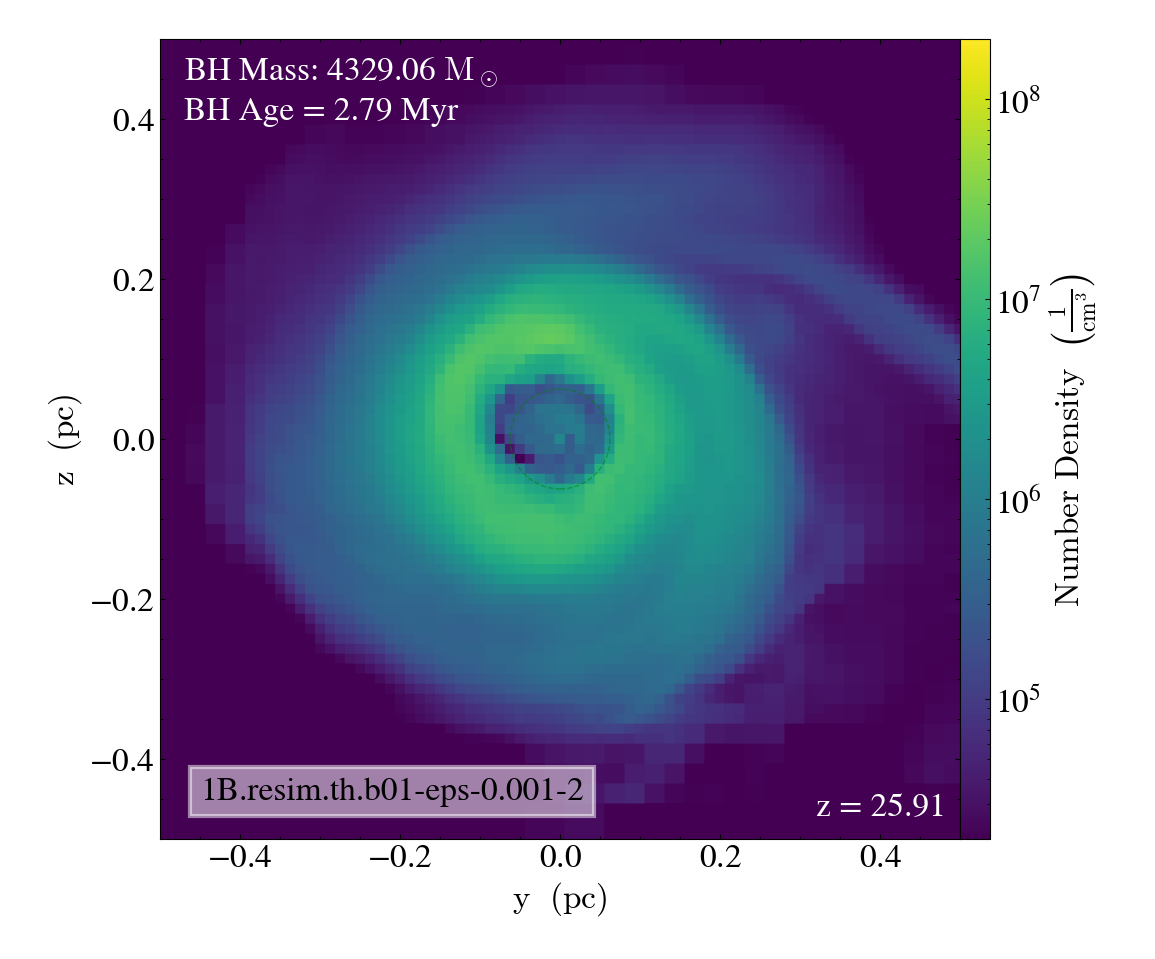 BH Mass: 4329.06 M⊙
BH Age = 2.79 Myr
0.4
0.2
0.0
−0.2
−0.4
z (pc)
1B.resim.th.b01-eps-0.001-2
z = 25.91
−0.4 −0.2 0.0 0.2 0.4
y (pc)
10⁸
10⁷
10⁶
10⁵
Number Density (1/cm³)